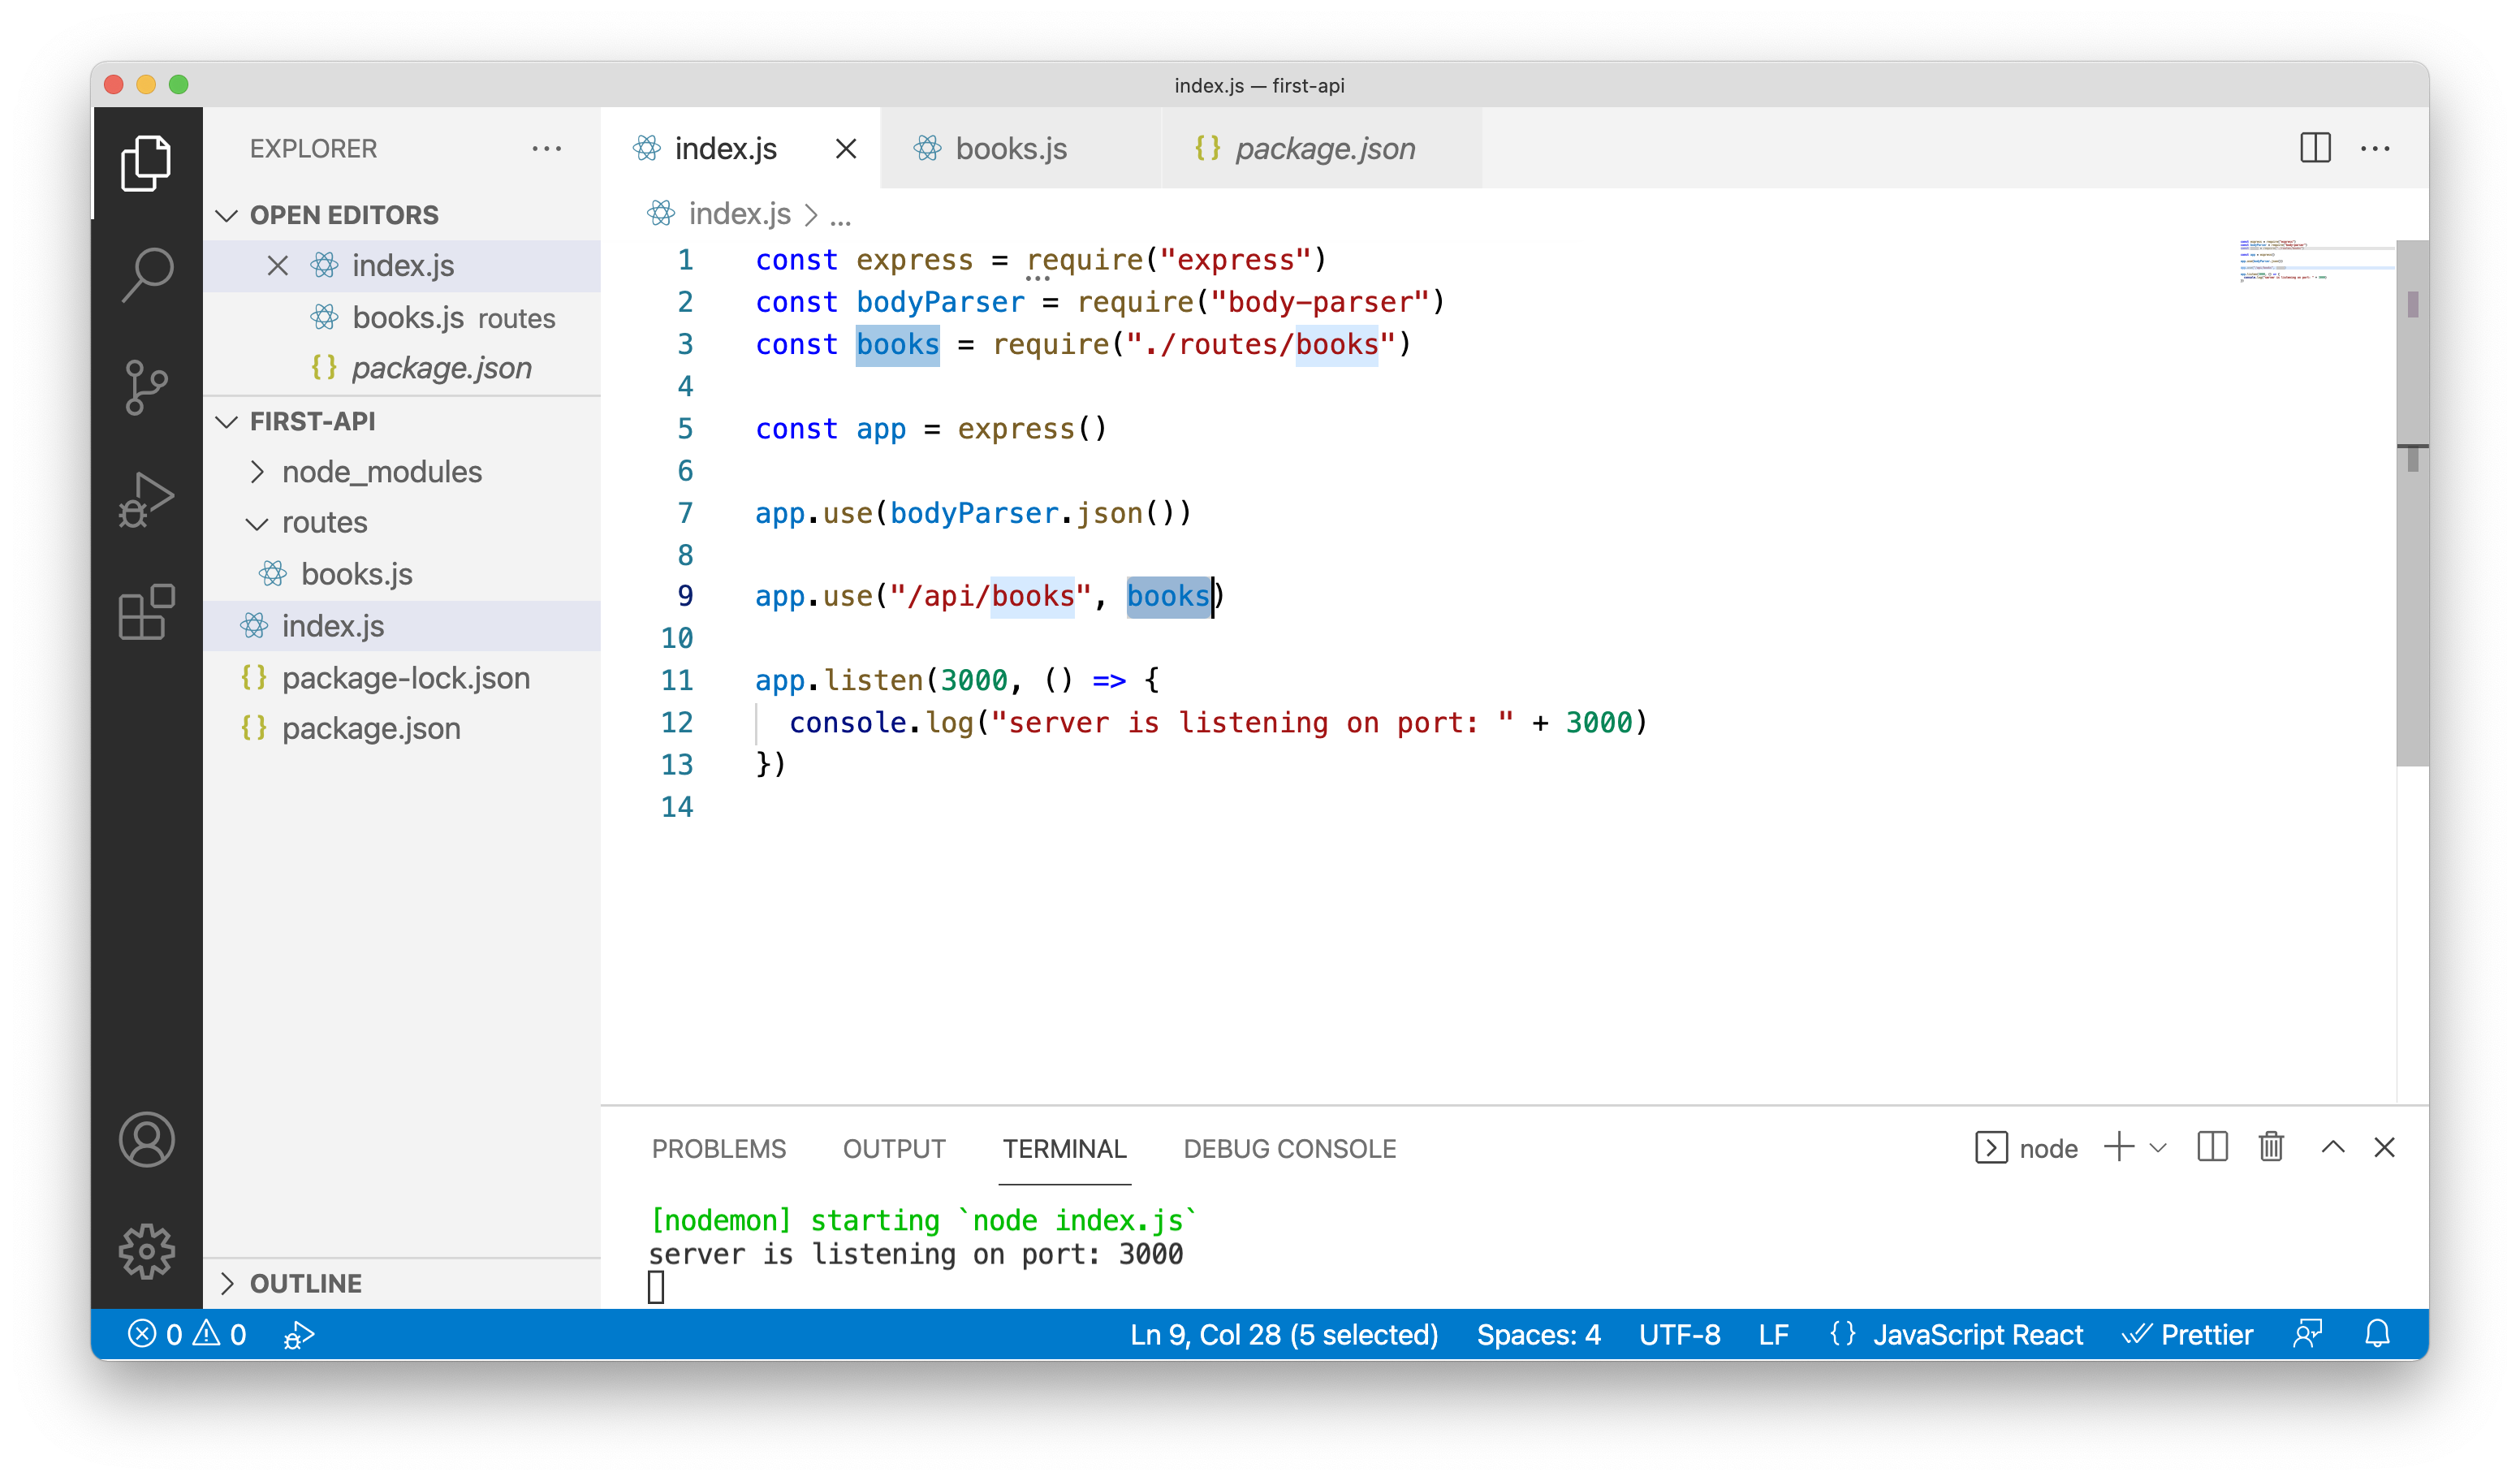 index.js — first-api
EXPLORER
OPEN EDITORS
index.js
books.js routes
package.json
FIRST-API
node_modules
routes
books.js
index.js
package-lock.json
package.json
OUTLINE
index.js
books.js
package.json
index.js > ...
1 const express = require("express")
2 const bodyParser = require("body-parser")
3 const books = require("./routes/books")
4
5 const app = express()
6
7 app.use(bodyParser.json())
8
9 app.use("/api/books", books)
10
11 app.listen(3000, () => {
12 console.log("server is listening on port: " + 3000)
13 })
14
PROBLEMS OUTPUT TERMINAL DEBUG CONSOLE
node
[nodemon] starting `node index.js`
server is listening on port: 3000
0 0 Ln 9, Col 28 (5 selected) Spaces: 4 UTF-8 LF {} JavaScript React Prettier